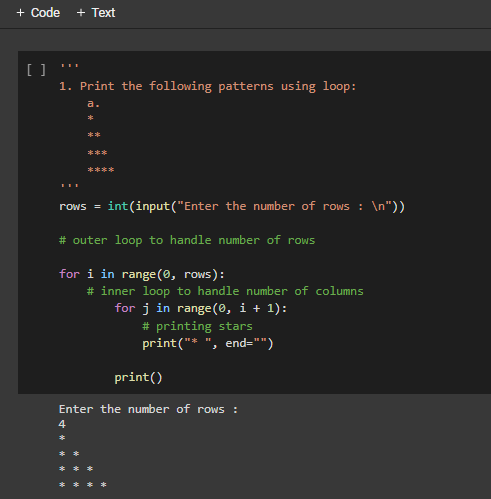 + Code + Text
[ ] '''
1. Print the following patterns using loop:
a.
*
**
***
****
'''
rows = int(input("Enter the number of rows : \n"))
# outer loop to handle number of rows
for i in range(0, rows):
# inner loop to handle number of columns
for j in range(0, i + 1):
# printing stars
print("* ", end="")
print()
Enter the number of rows :
4
*
* *
* * *
* * * *